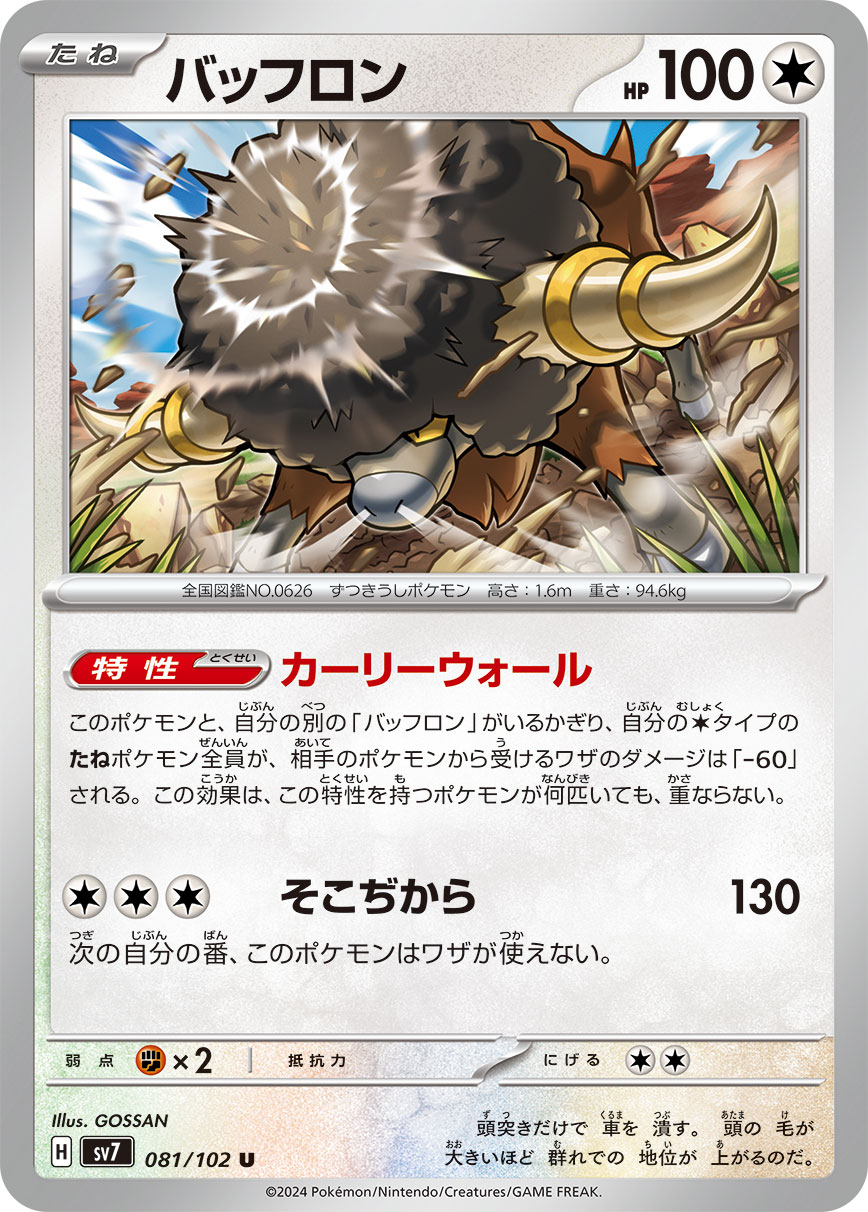 たね
バッフロン
HP 100
全国図鑑NO.0626 ずつきうしポケモン 高さ:1.6m 重さ:94.6kg
特性 とくせい カーリーウォール
このポケモンと、自分の別の「バッフロン」がいるかぎり、自分の タイプの
たねポケモン全員が、相手のポケモンから受けるワザのダメージは「-60」
される。この効果は、この特性を持つポケモンが何匹いても、重ならない。
そこぢから 130
次の自分の番、このポケモンはワザが使えない。
弱点 ×2 抵抗力 にげる
Illus. GOSSAN
頭突きだけで 車を 潰す。頭の 毛が
大きいほど 群れでの 地位が 上がるのだ。
H sv7 081/102 U
©2024 Pokémon/Nintendo/Creatures/GAME FREAK.